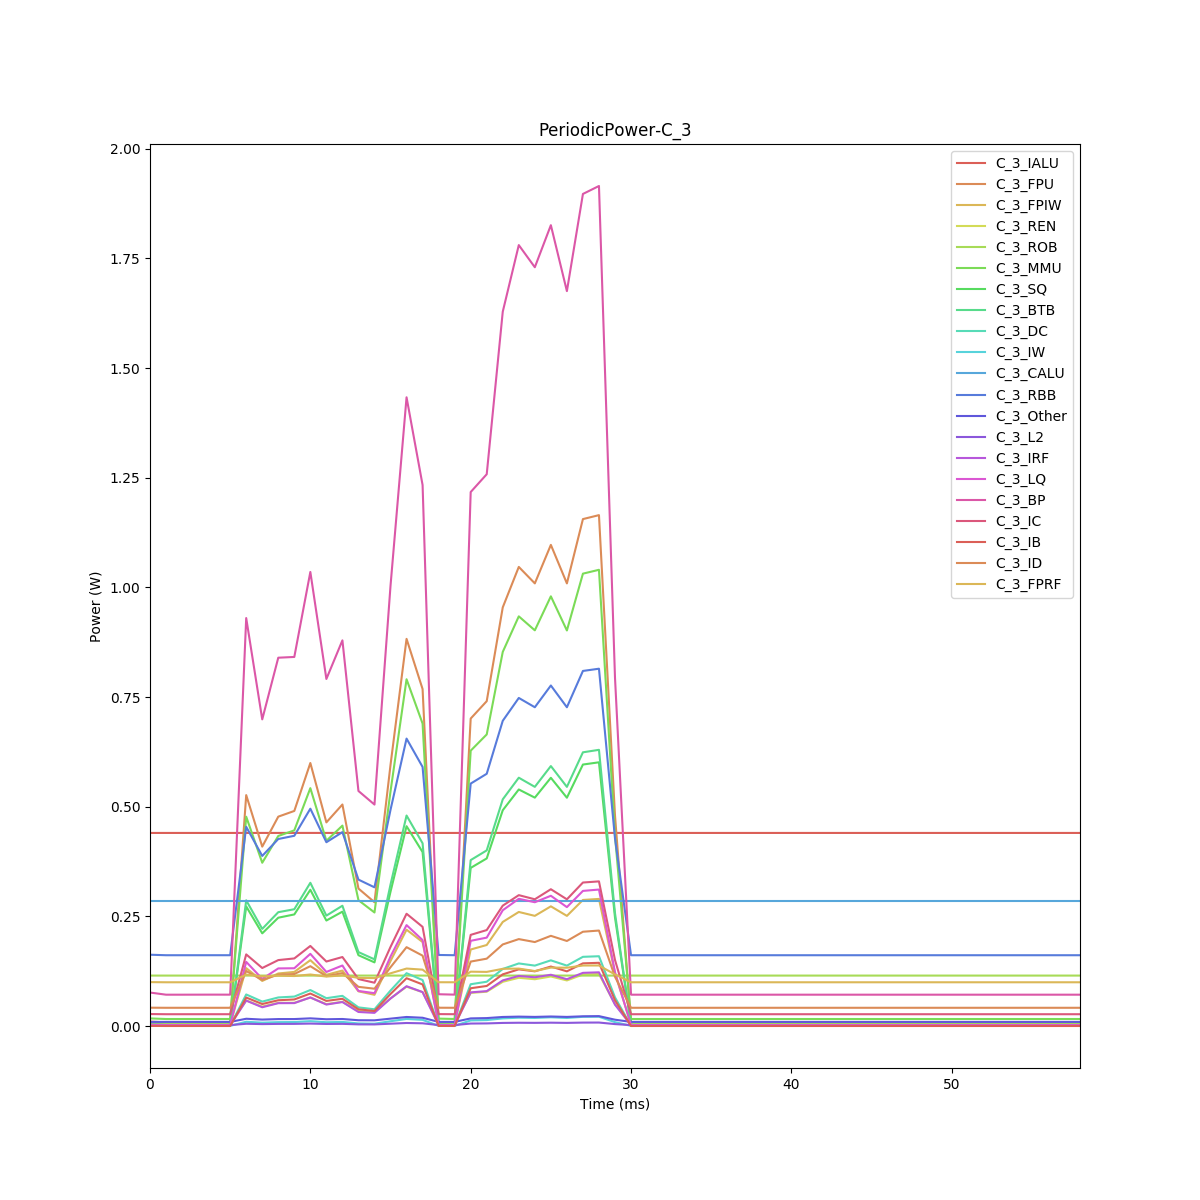 PeriodicPower-C_3
2.00
1.75
1.50
1.25
1.00
0.75
0.50
0.25
0.00
Power (W)
0
10
20
30
40
50
Time (ms)
C_3_IALU
C_3_FPU
C_3_FPIW
C_3_REN
C_3_ROB
C_3_MMU
C_3_SQ
C_3_BTB
C_3_DC
C_3_IW
C_3_CALU
C_3_RBB
C_3_Other
C_3_L2
C_3_IRF
C_3_LQ
C_3_BP
C_3_IC
C_3_IB
C_3_ID
C_3_FPRF